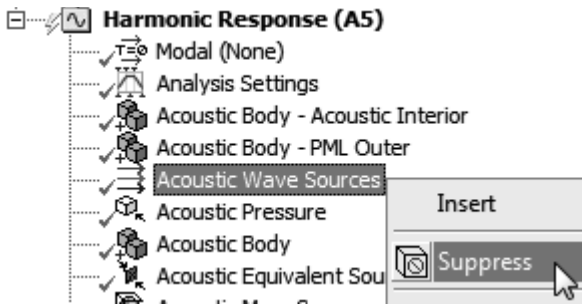 Harmonic Response (A5)
T=0 Modal (None)
Analysis Settings
Acoustic Body - Acoustic Interior
Acoustic Body - PML Outer
Acoustic Wave Sources
Insert
Acoustic Pressure
Acoustic Body
Suppress
Acoustic Equivalent Sou